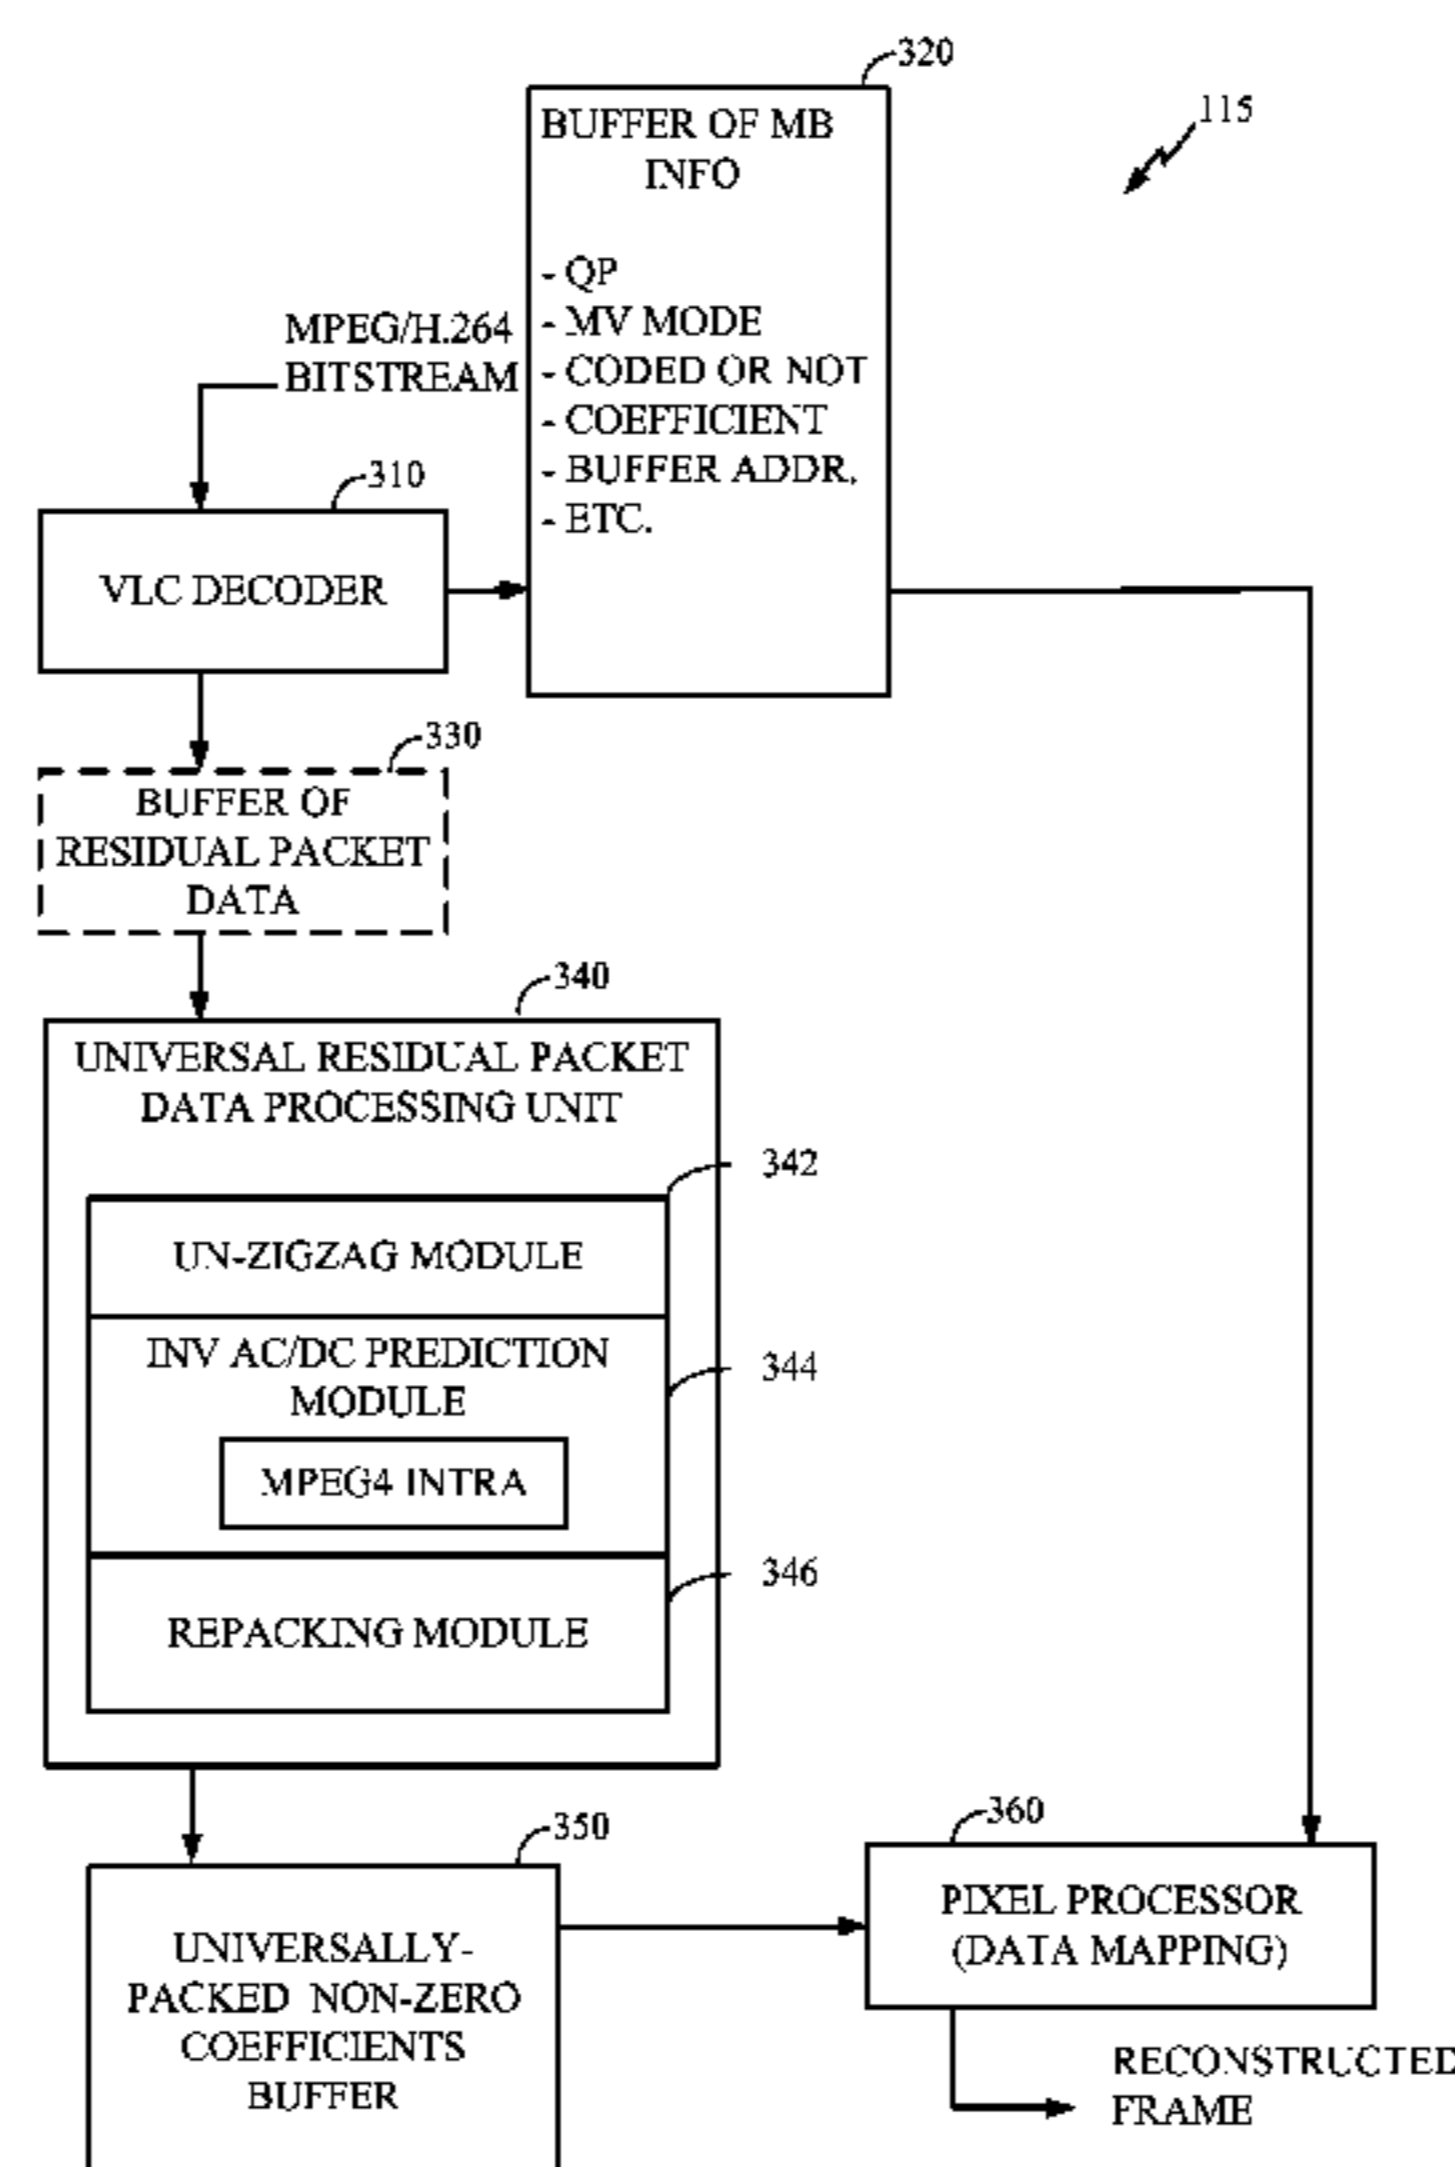 320
115
BUFFER OF MB
INFO
- QP
- MV MODE
- CODED OR NOT
- COEFFICIENT
- BUFFER ADDR,
- ETC.
MPEG/H.264
BITSTREAM
310
VLC DECODER
330
BUFFER OF
RESIDUAL PACKET
DATA
340
UNIVERSAL RESIDUAL PACKET
DATA PROCESSING UNIT
342
UN-ZIGZAG MODULE
INV AC/DC PREDICTION
MODULE
344
MPEG4 INTRA
346
REPACKING MODULE
350
UNIVERSALLY-
PACKED NON-ZERO
COEFFICIENTS
BUFFER
360
PIXEL PROCESSOR
(DATA MAPPING)
RECONSTRUCTED
FRAME